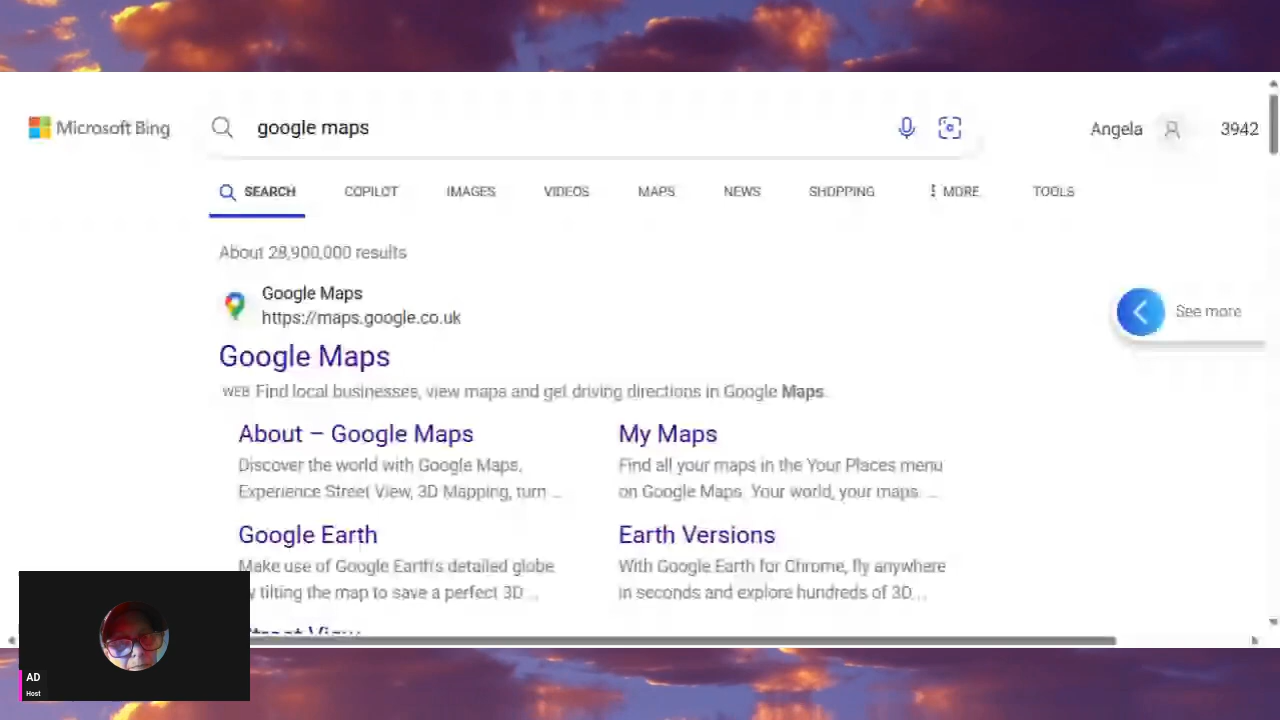 Microsoft Bing
google maps
Angela
3942
SEARCH
COPILOT
IMAGES
VIDEOS
MAPS
NEWS
SHOPPING
MORE
TOOLS
About 28,900,000 results
Google Maps
https://maps.google.co.uk
See more
Google Maps
WEB Find local businesses, view maps and get driving directions in Google Maps.
About – Google Maps
Discover the world with Google Maps.
Experience Street View, 3D Mapping, turn ...
My Maps
Find all your maps in the Your Places menu
on Google Maps. Your world, your maps. ...
Google Earth
Make use of Google Earth's detailed globe
tilting the map to save a perfect 3D ...
Earth Versions
With Google Earth for Chrome, fly anywhere
in seconds and explore hundreds of 3D ...
Street View
AD
Host